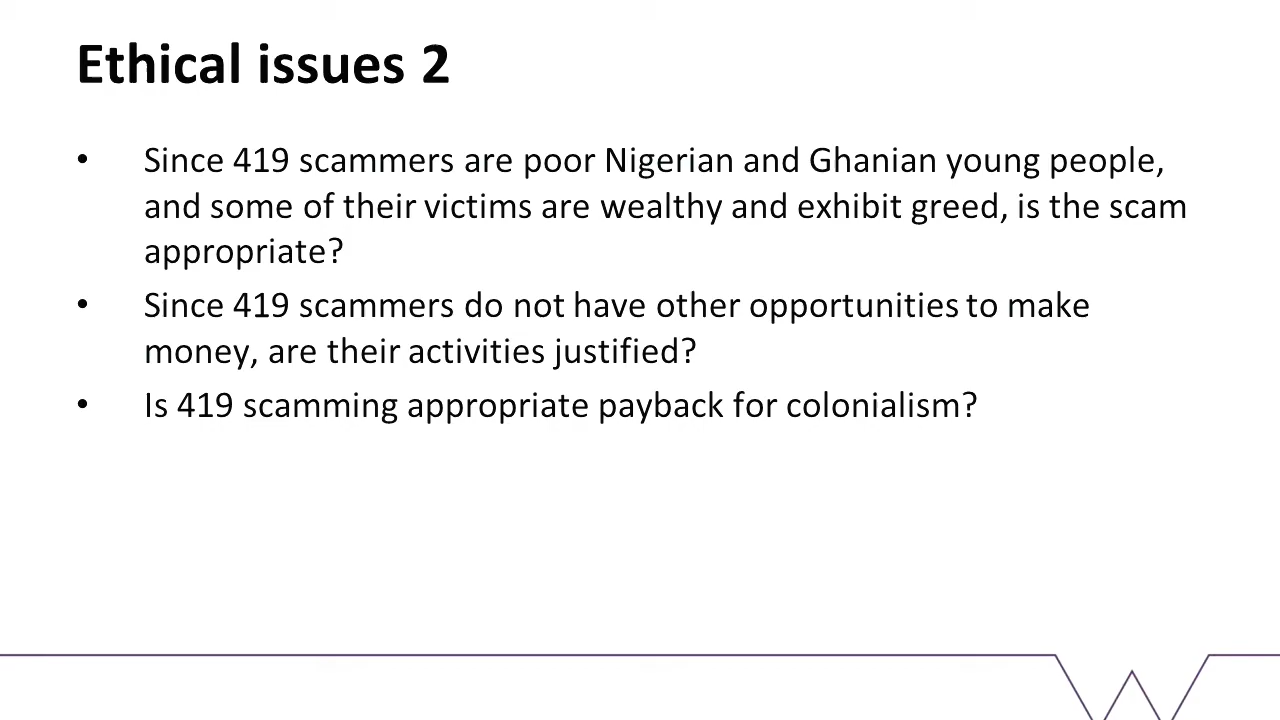 Ethical issues 2
• Since 419 scammers are poor Nigerian and Ghanian young people,
and some of their victims are wealthy and exhibit greed, is the scam
appropriate?
• Since 419 scammers do not have other opportunities to make
money, are their activities justified?
• Is 419 scamming appropriate payback for colonialism?